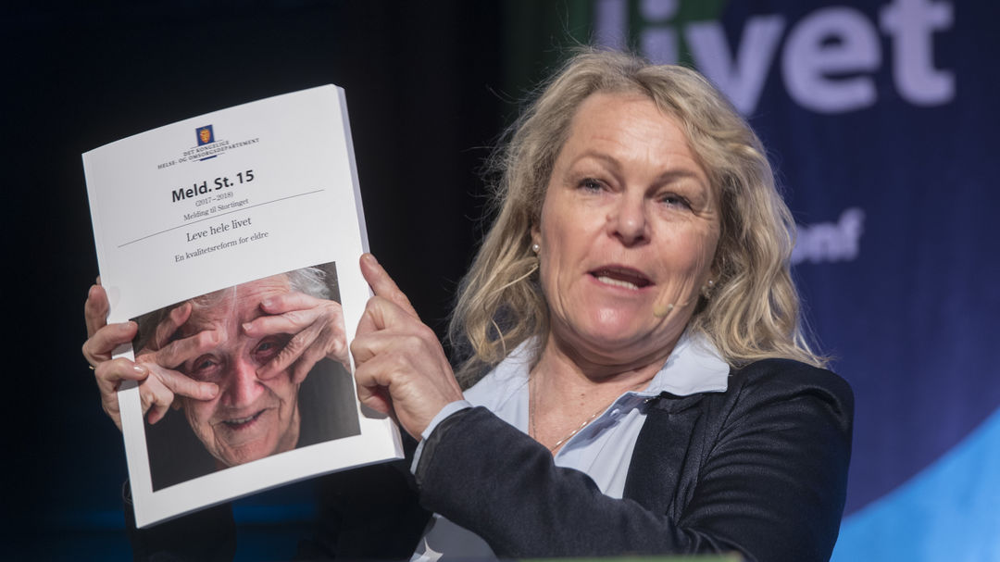 livet
onf
DET KONGELIGE
HELSE- OG OMSORGSDEPARTEMENT
Meld. St. 15
(2017–2018)
Melding til Stortinget
Leve hele livet
En kvalitetsreform for eldre